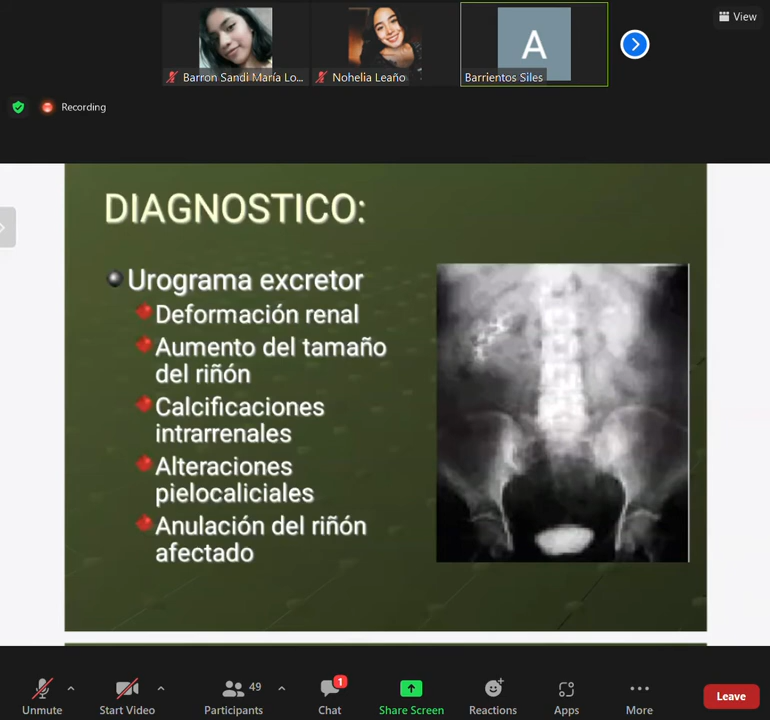 View
Barron Sandi María Lo...
Nohelia Leaño
A
Barrientos Siles
Recording
DIAGNOSTICO:
Urograma excretor
Deformación renal
Aumento del tamaño
del riñón
Calcificaciones
intrarrenales
Alteraciones
pielocaliciales
Anulación del riñón
afectado
49
1
Unmute
Start Video
Participants
Chat
Share Screen
Reactions
Apps
More
Leave